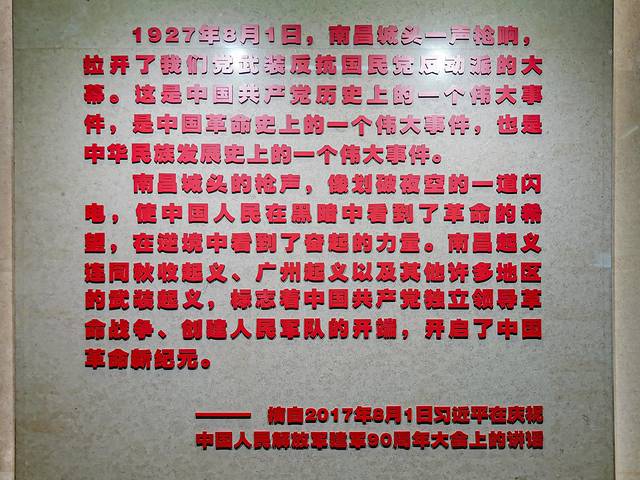 1927年8月1日，南昌城头一声枪响，
拉开了我们党武装反抗国民党反动派的大
幕。这是中国共产党历史上的一个伟大事
件，是中国革命史上的一个伟大事件，也是
中华民族发展史上的一个伟大事件。
南昌城头的枪声，像划破夜空的一道闪
电，使中国人民在黑暗中看到了革命的希
望，在逆境中看到了奋起的力量。南昌起义
连同秋收起义、广州起义以及其他许多地区
的武装起义，标志着中国共产党独立领导革
命战争、创建人民军队的开端，开启了中国
革命新纪元。
—— 摘自2017年8月1日习近平在庆祝
中国人民解放军建军90周年大会上的讲话